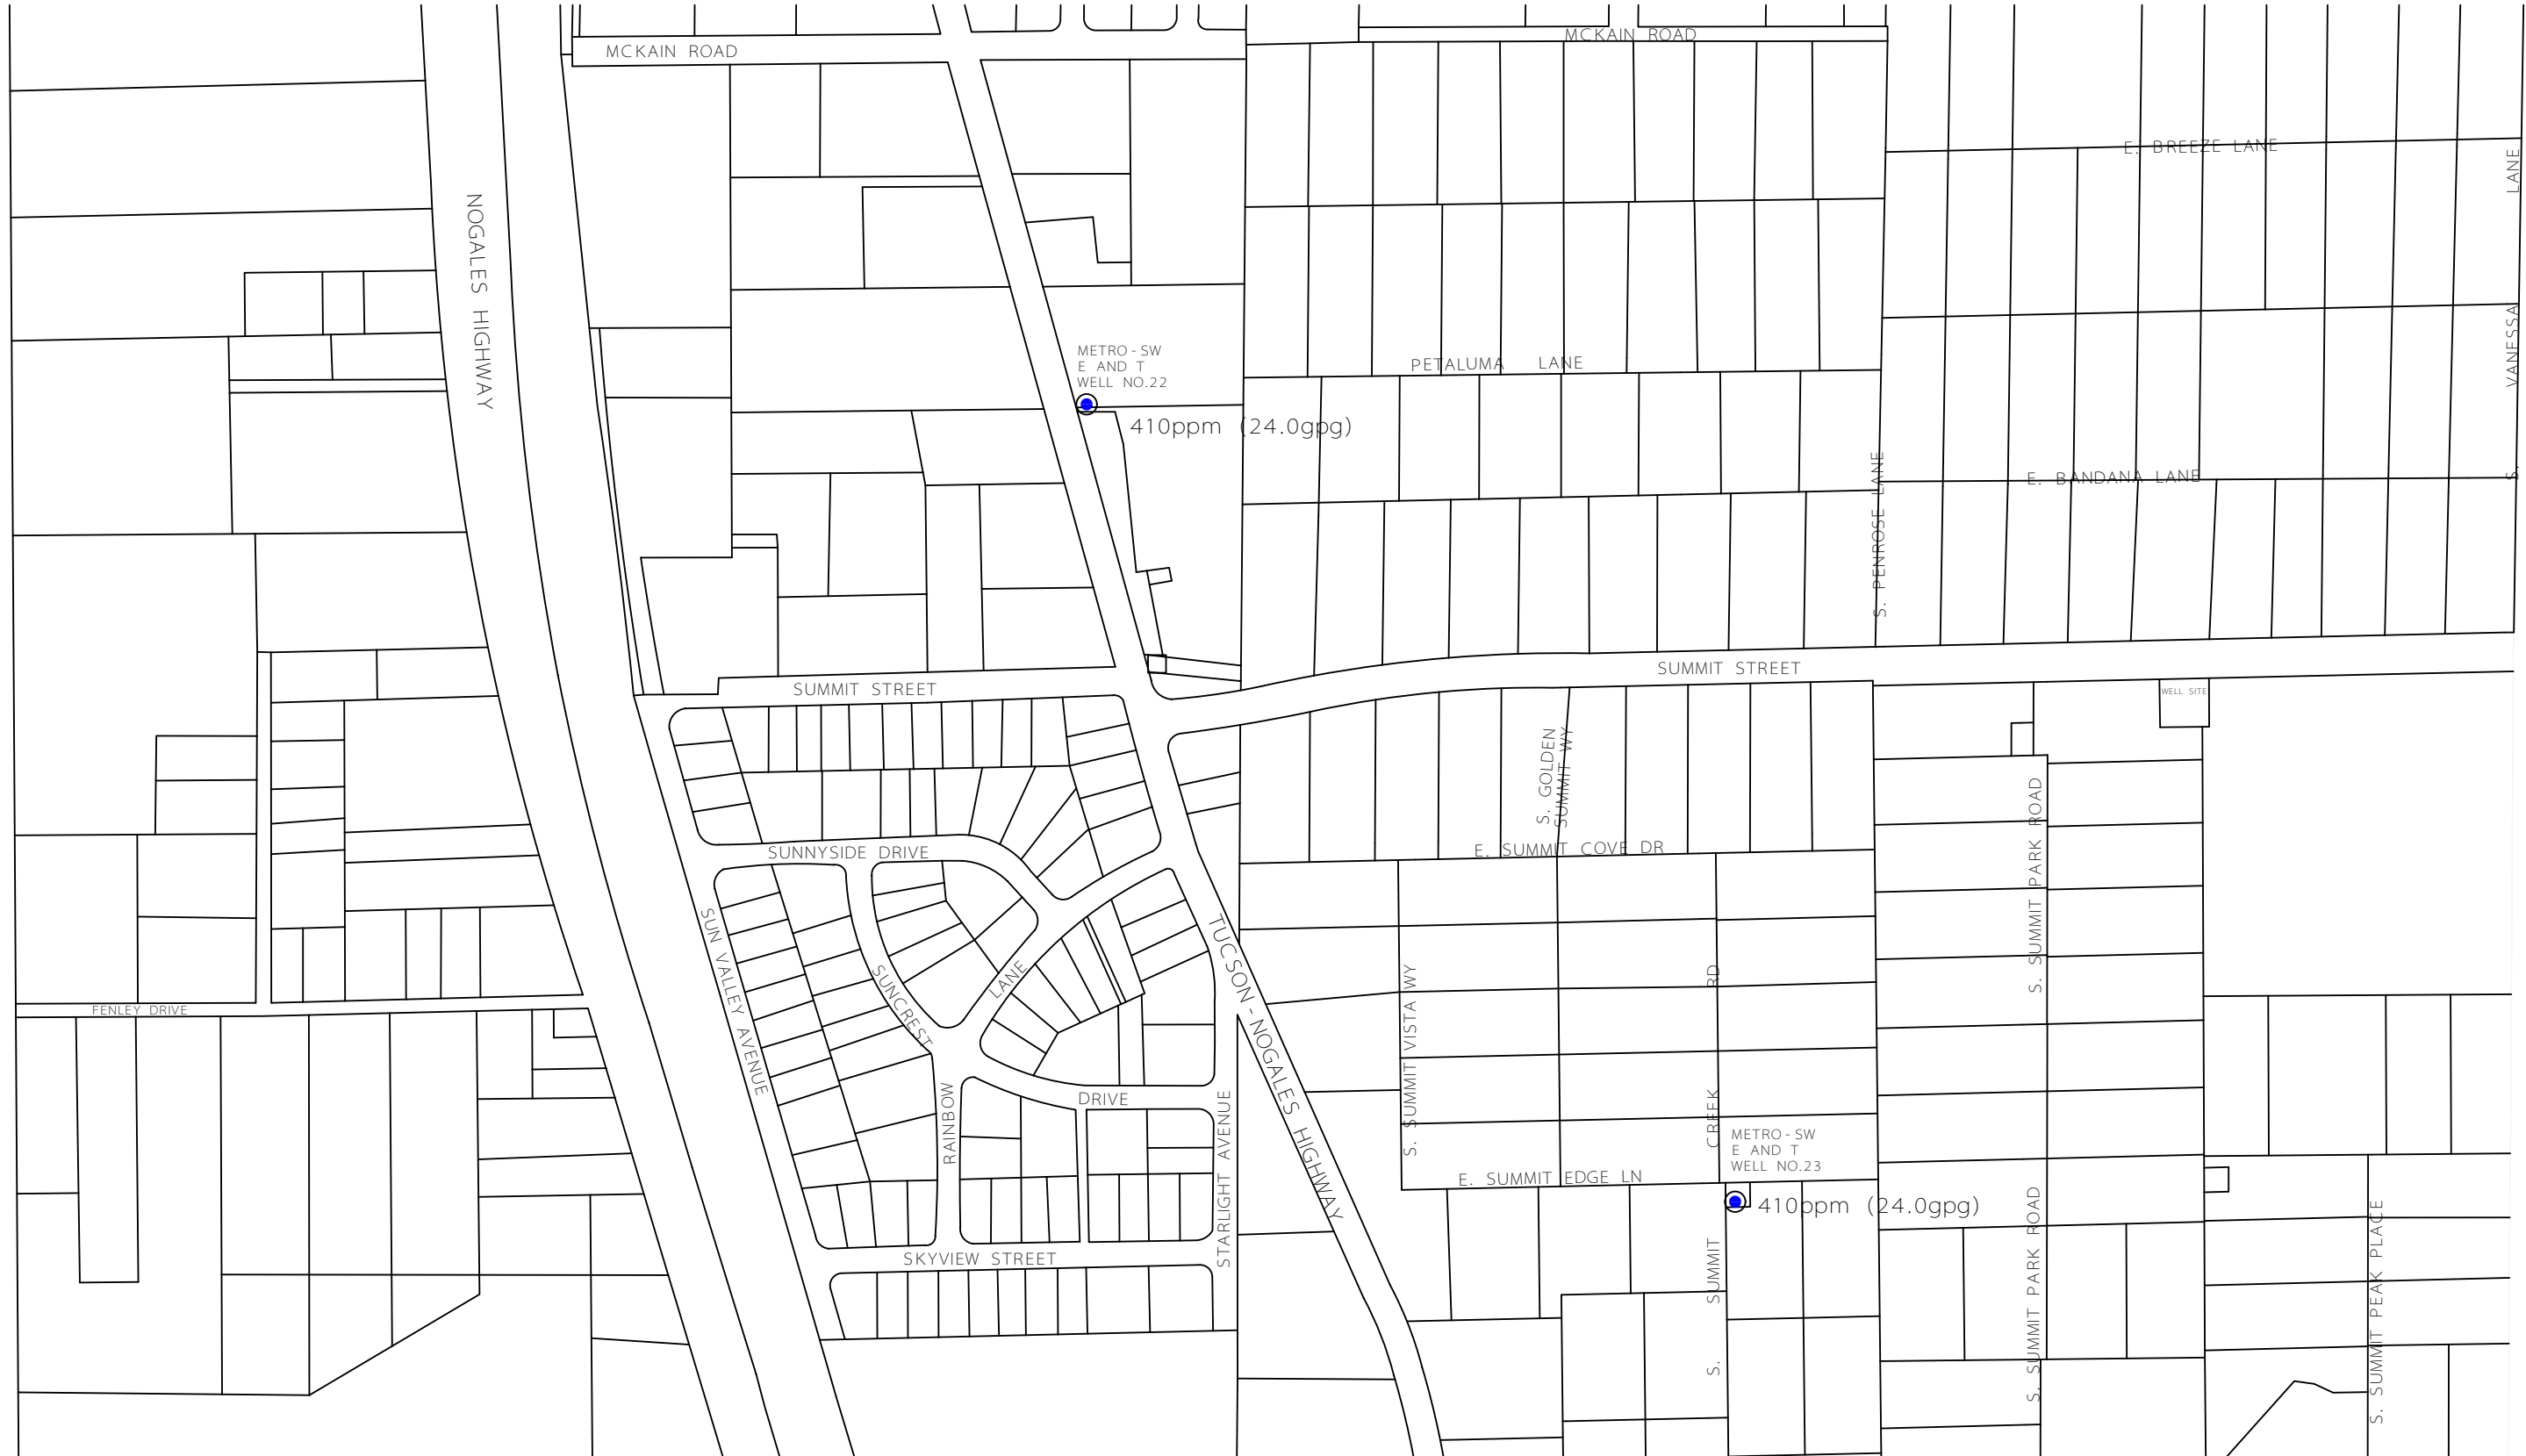 MCKAIN ROAD
MCKAIN ROAD
E. BREEZE LANE
S. VANESSA LANE
NOGALES HIGHWAY
METRO - SW
E AND T
WELL NO.22
410ppm (24.0gpg)
PETALUMA LANE
S. PENROSE LANE
E. BANDANA LANE
SUMMIT STREET
SUMMIT STREET
WELL SITE
S. GOLDEN
SUMMIT WY
SUNNYSIDE DRIVE
E. SUMMIT COVE DR
S. SUMMIT PARK ROAD
SUN VALLEY AVENUE
SUNCREST
LANE
TUCSON - NOGALES HIGHWAY
S. SUMMIT VISTA WY
S. SUMMIT CREEK RD
FENLEY DRIVE
RAINBOW
DRIVE
STARLIGHT AVENUE
METRO - SW
E AND T
WELL NO.23
410ppm (24.0gpg)
E. SUMMIT EDGE LN
S. SUMMIT PARK ROAD
S. SUMMIT PEAK PLACE
SKYVIEW STREET